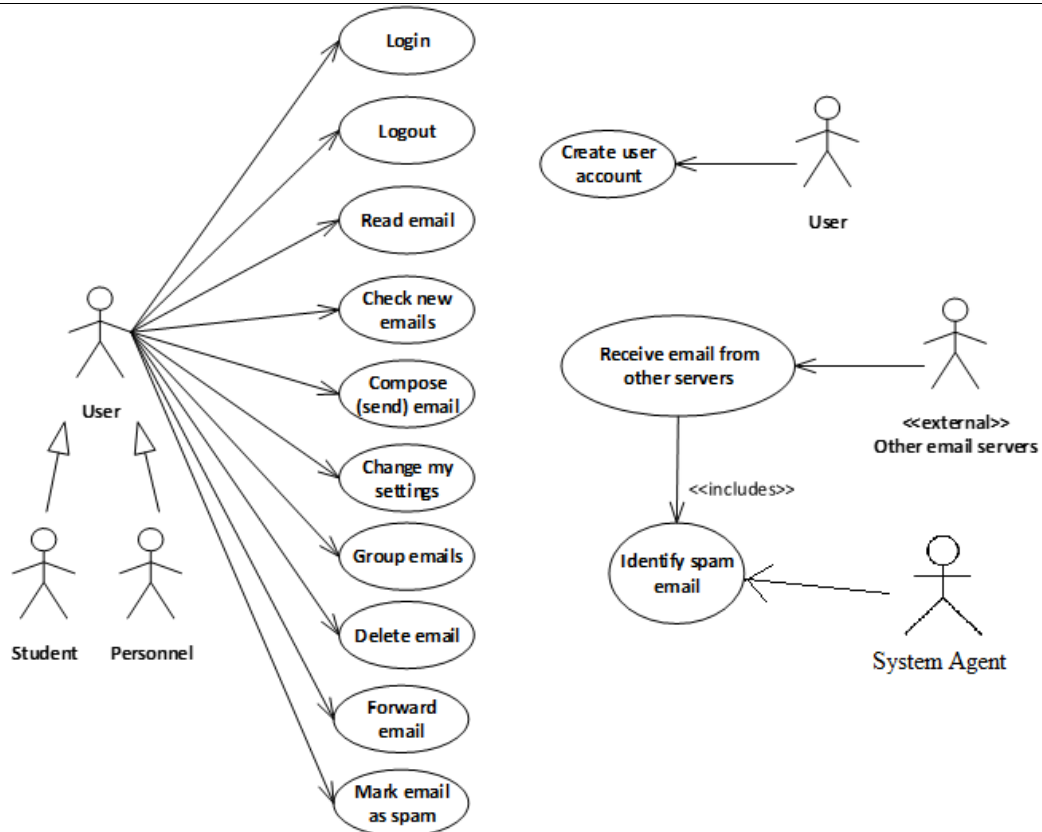 Login
Logout
Read email
Check new
emails
Compose
(send) email
Change my
settings
Group emails
Delete email
Forward
email
Mark email
as spam
User
Student
Personnel
Create user
account
User
Receive email from
other servers
<<external>>
Other email servers
<<includes>>
Identify spam
email
System Agent